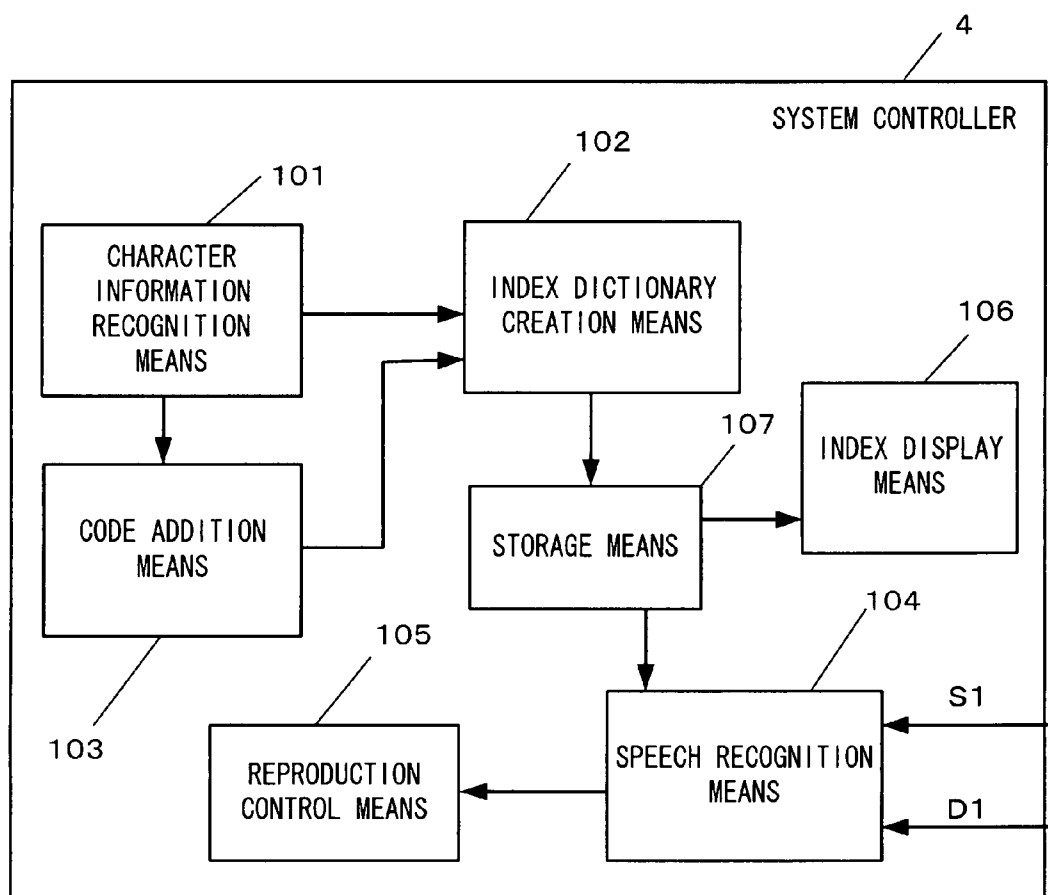 4
SYSTEM CONTROLLER
101
102
CHARACTER
INFORMATION
RECOGNITION
MEANS
INDEX DICTIONARY
CREATION MEANS
106
107
INDEX DISPLAY
MEANS
CODE ADDITION
MEANS
STORAGE MEANS
105
104
103
S1
REPRODUCTION
CONTROL MEANS
SPEECH RECOGNITION
MEANS
D1